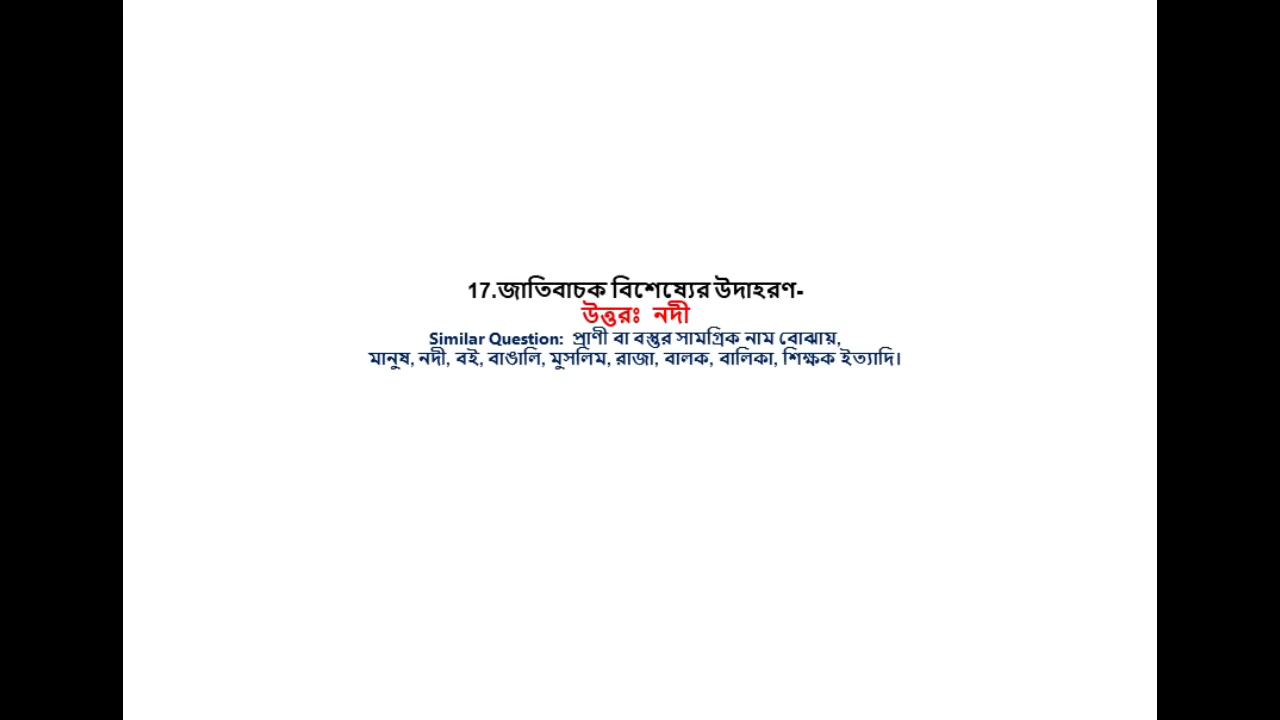 17.জাতিবাচক বিশেষ্যের উদাহরণ-
উত্তরঃ নদী
Similar Question: প্রাণী বা বস্তুর সামগ্রিক নাম বোঝায়,
মানুষ, নদী, বই, বাঙালি, মুসলিম, রাজা, বালক, বালিকা, শিক্ষক ইত্যাদি।